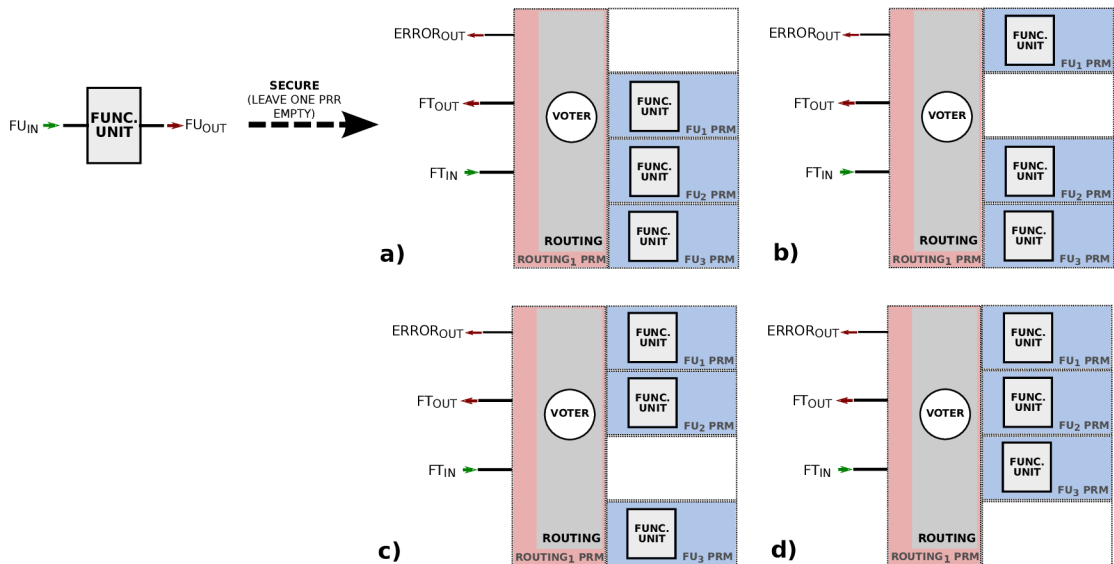 FU_IN
FUNC.
UNIT
FU_OUT
SECURE
(LEAVE ONE PRR
EMPTY)
ERROR_OUT
FT_OUT
FT_IN
VOTER
ROUTING
ROUTING_1 PRM
FUNC.
UNIT
FU_1 PRM
FUNC.
UNIT
FU_2 PRM
FUNC.
UNIT
FU_3 PRM
a)
ERROR_OUT
FT_OUT
FT_IN
VOTER
ROUTING
ROUTING_1 PRM
FUNC.
UNIT
FU_1 PRM
FUNC.
UNIT
FU_2 PRM
FUNC.
UNIT
FU_3 PRM
b)
ERROR_OUT
FT_OUT
FT_IN
VOTER
ROUTING
ROUTING_1 PRM
FUNC.
UNIT
FU_1 PRM
FUNC.
UNIT
FU_2 PRM
FUNC.
UNIT
FU_3 PRM
c)
ERROR_OUT
FT_OUT
FT_IN
VOTER
ROUTING
ROUTING_1 PRM
FUNC.
UNIT
FU_1 PRM
FUNC.
UNIT
FU_2 PRM
FUNC.
UNIT
FU_3 PRM
d)